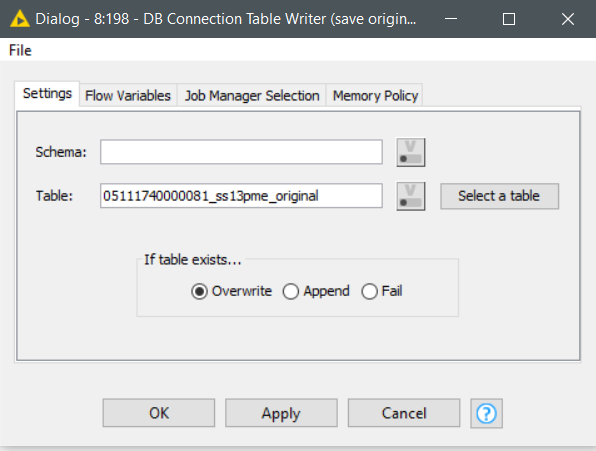 Dialog - 8:198 - DB Connection Table Writer (save origin...
File
Settings Flow Variables Job Manager Selection Memory Policy
Schema: V
Table: 05111740000081_ss13pme_original V Select a table
If table exists...
Overwrite Append Fail
OK Apply Cancel ?